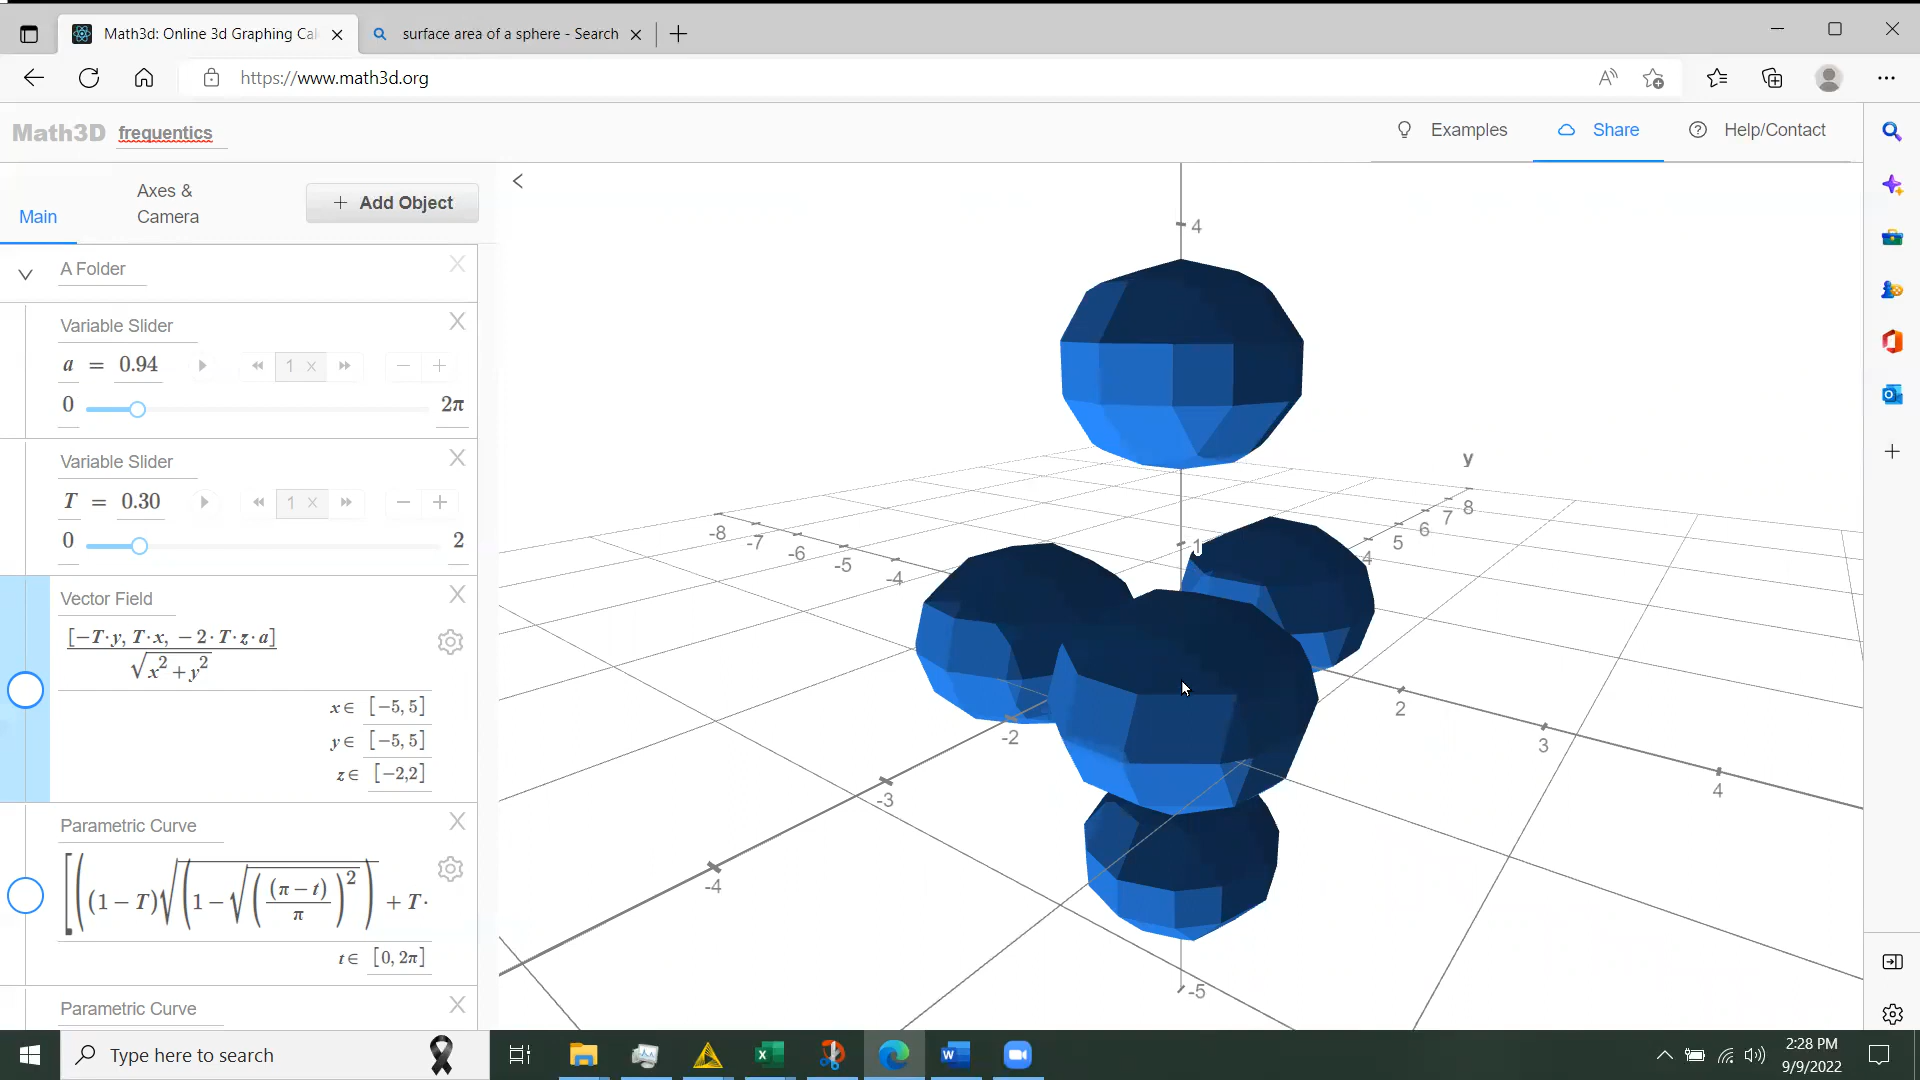 Math3d: Online 3d Graphing Cal
surface area of a sphere - Search
https://www.math3d.org
Math3D frequentics
Examples
Share
Help/Contact
Main
Axes &
Camera
+ Add Object
A Folder
X
Variable Slider
X
a = 0.94
1 x
0
2π
Variable Slider
X
T = 0.30
1 X
0
2
Vector Field
X
[-T·y, T·x, -2·T·z·a]
√x²+y²
x∈ [-5, 5]
y∈ [-5, 5]
z∈ [-2,2]
Parametric Curve
X
[((1-T)√(1-√(((π-t)/π)²))+T·
t∈ [0, 2π]
Parametric Curve
X
4
y
8
7
6
5
4
-8
-7
-6
-5
-4
1
-2
2
-3
3
-4
4
-5
Type here to search
2:28 PM
9/9/2022